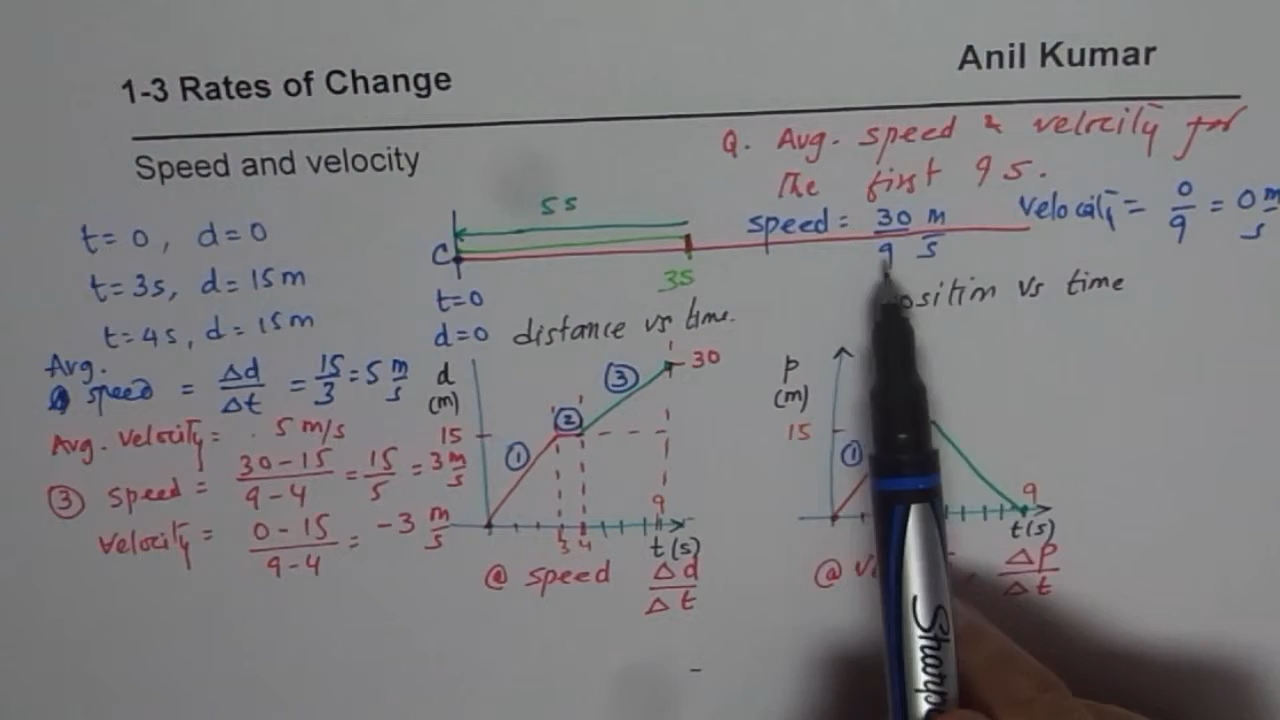 1-3 Rates of Change
Anil Kumar
Speed and velocity
Q. Avg. speed & velocity for
The first 9 s.
speed = 30/9 m/s
velocity = 0/9 = 0 m/s
t=0, d=0
t=3s, d=15m
t=4s, d=15m
Avg. speed = Δd/Δt = 15/3 = 5 m/s
Avg. velocity = 5 m/s
③ speed = 30-15/9-4 = 15/5 = 3 m/s
velocity = 0-15/9-4 = -3 m/s
5s
C
3s
t=0
d=0
distance vs time.
d
(m)
30
15
①
②
③
9
3 4
t(s)
@ speed Δd/Δt
vs time
p
(m)
15
①
9
t(s)
@ Δp/Δt
Sharp